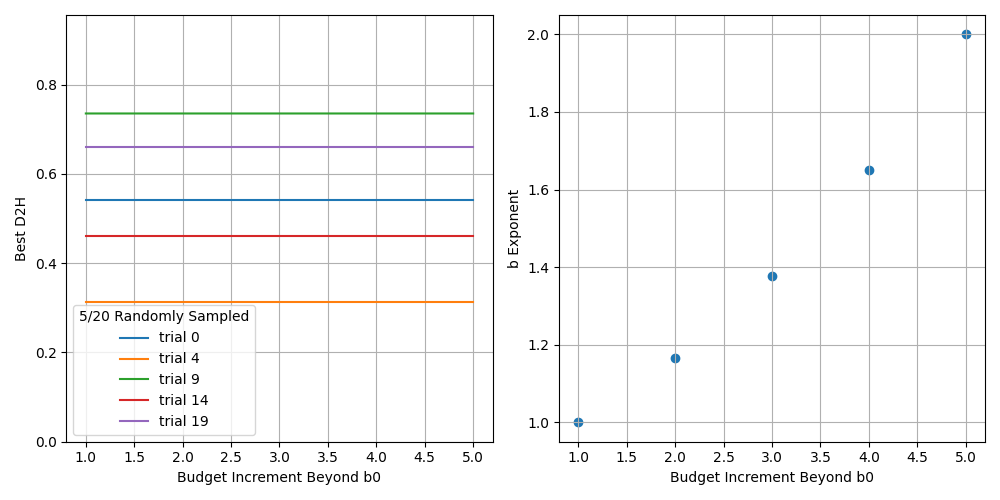 0.8
0.6
0.4
0.2
0.0
Best D2H
5/20 Randomly Sampled
trial 0
trial 4
trial 9
trial 14
trial 19
1.0 1.5 2.0 2.5 3.0 3.5 4.0 4.5 5.0
Budget Increment Beyond b0
2.0
1.8
1.6
1.4
1.2
1.0
b Exponent
1.0 1.5 2.0 2.5 3.0 3.5 4.0 4.5 5.0
Budget Increment Beyond b0